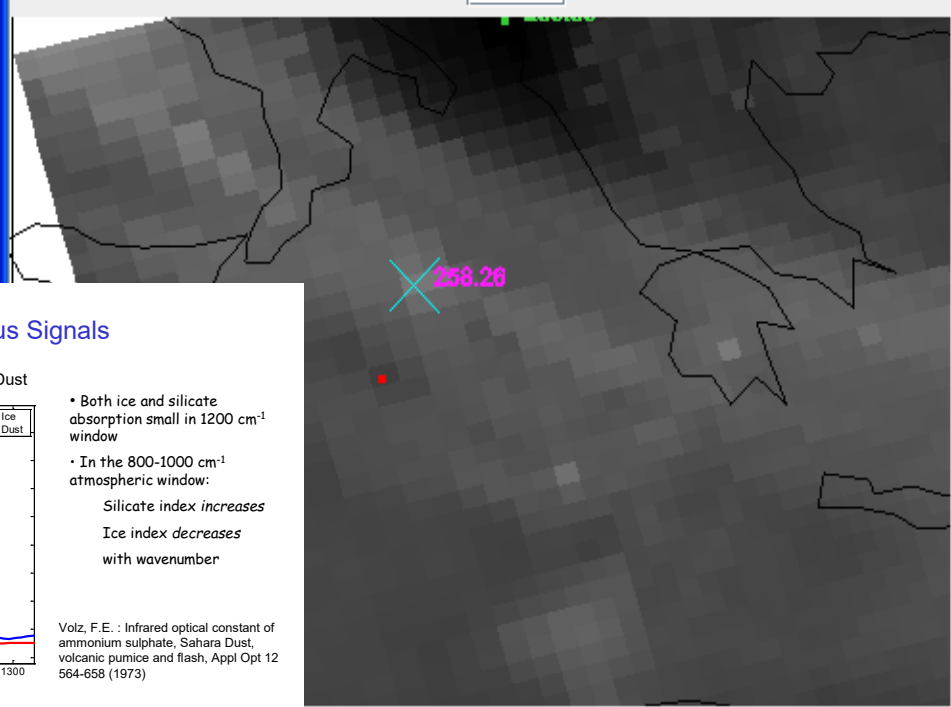 258.26
us Signals
Dust
Ice
Dust
1300
• Both ice and silicate
absorption small in 1200 cm-1
window
• In the 800-1000 cm-1
atmospheric window:
Silicate index increases
Ice index decreases
with wavenumber
Volz, F.E. : Infrared optical constant of
ammonium sulphate, Sahara Dust,
volcanic pumice and flash, Appl Opt 12
564-658 (1973)